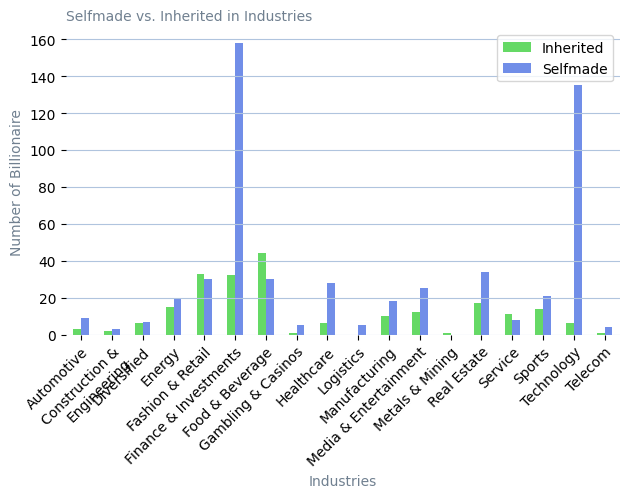 Selfmade vs. Inherited in Industries
Inherited
Selfmade
Number of Billionaire
160
140
120
100
80
60
40
20
0
Automotive
Construction &
Engineering
Diversified
Energy
Fashion & Retail
Finance & Investments
Food & Beverage
Gambling & Casinos
Healthcare
Logistics
Manufacturing
Media & Entertainment
Metals & Mining
Real Estate
Service
Sports
Technology
Telecom
Industries